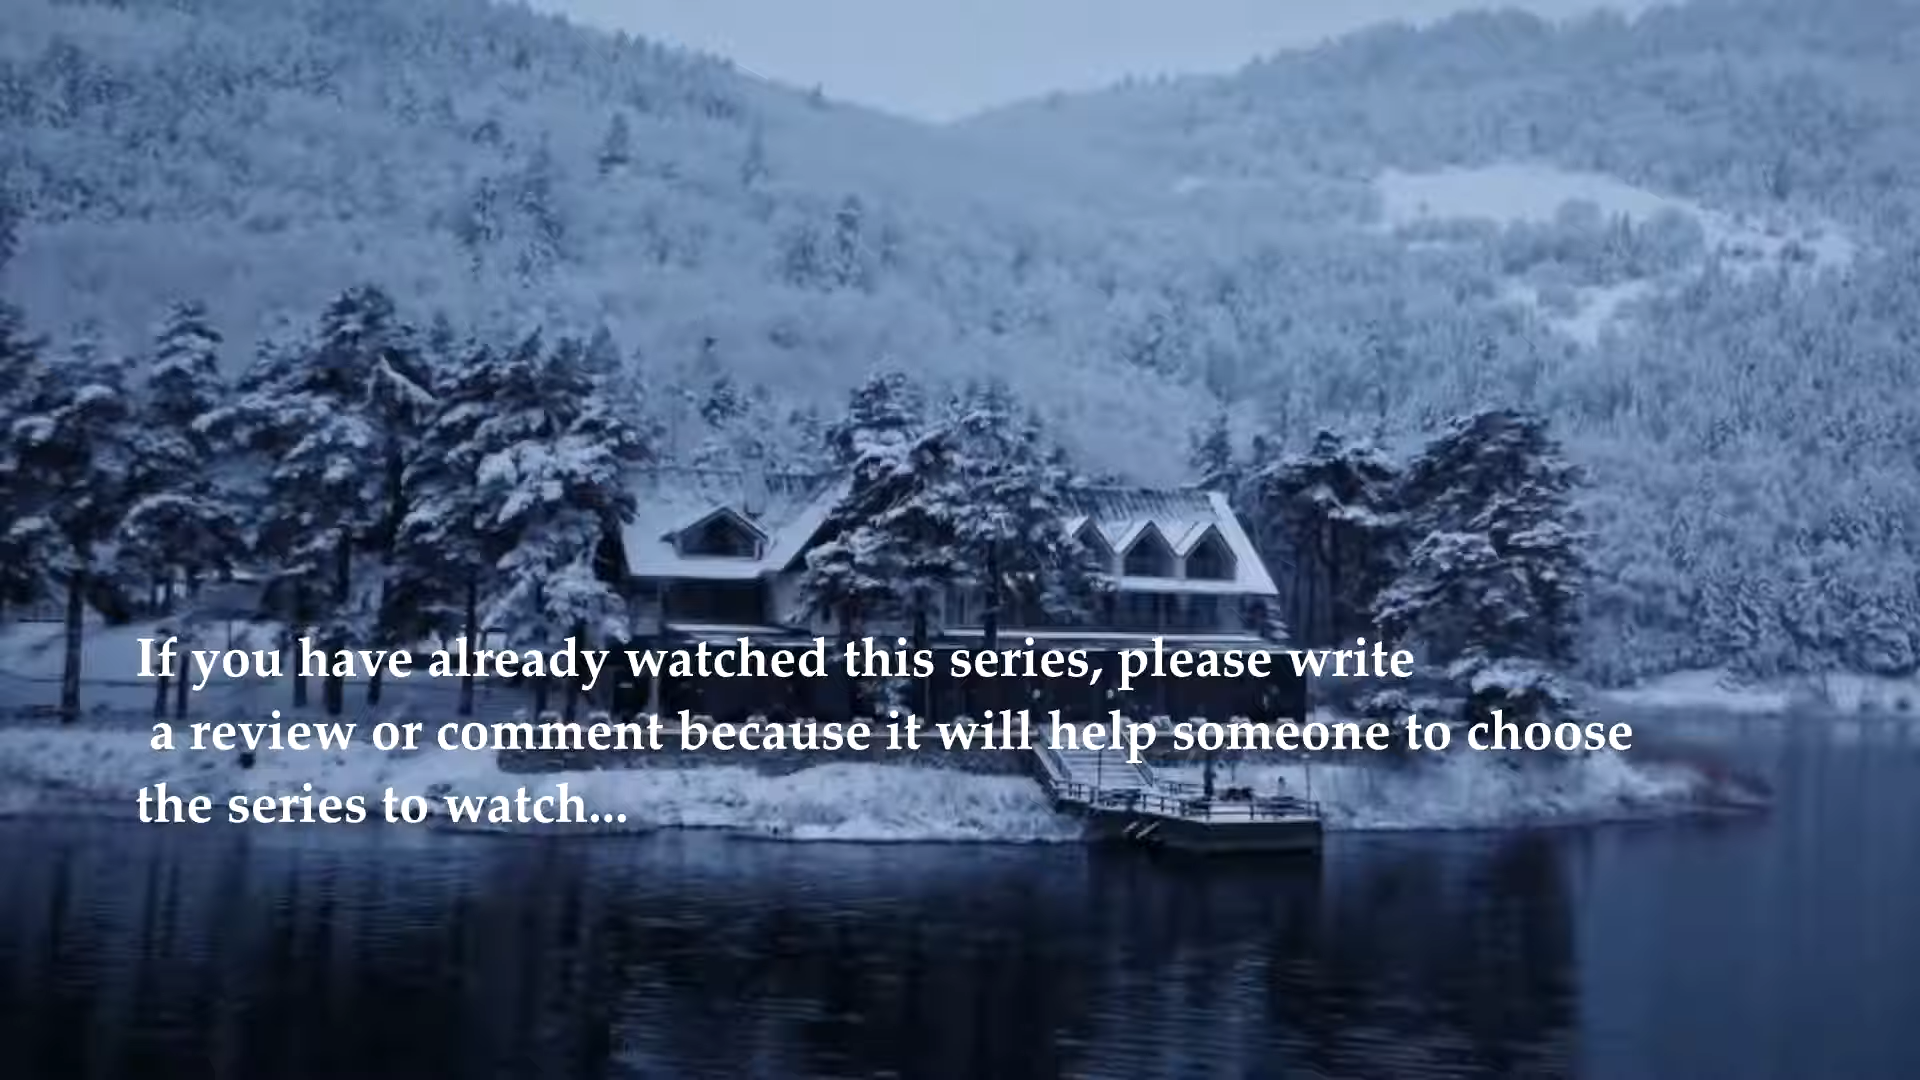 If you have already watched this series, please write
a review or comment because it will help someone to choose
the series to watch...